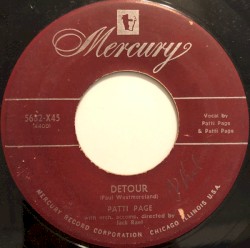 Mercury
5682-X45
Vocal by
Patti Page
& Patti Page
DETOUR
(Paul Westmoreland)
PATTI PAGE
with orch. accomp. directed by
Jack Rael
MERCURY RECORD CORPORATION CHICAGO ILLINOIS U.S.A.